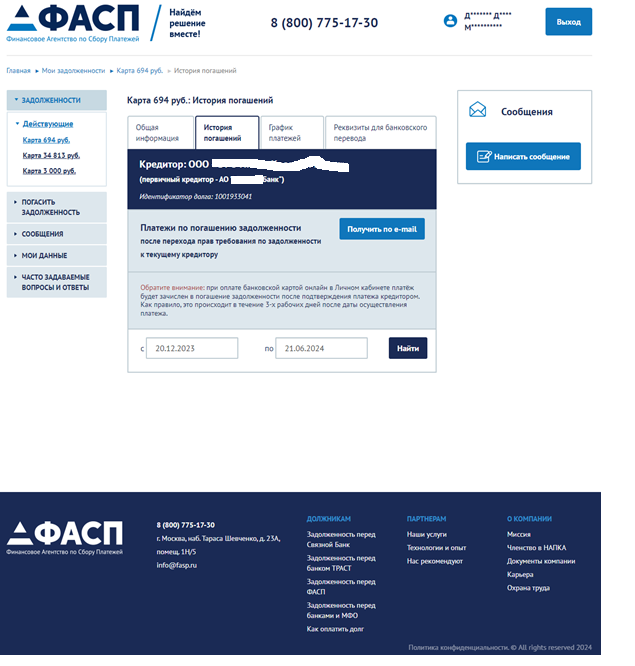 ФАСП
Финансовое Агентство по Сбору Платежей
Найдём
решение
вместе!
8 (800) 775-17-30
Д******* Д****
М**********
Выход
Главная ▸ Мои задолженности ▸ Карта 694 руб. ▸ История погашений
ЗАДОЛЖЕННОСТИ
Действующие
Карта 694 руб.
Карта 34 813 руб.
Карта 3 000 руб.
ПОГАСИТЬ
ЗАДОЛЖЕННОСТЬ
СООБЩЕНИЯ
МОИ ДАННЫЕ
ЧАСТО ЗАДАВАЕМЫЕ
ВОПРОСЫ И ОТВЕТЫ
Карта 694 руб.: История погашений
Общая
информация
История
погашений
График
платежей
Реквизиты для банковского
перевода
Кредитор: ООО
(первичный кредитор - АО Банк")
Идентификатор долга: 1001933041
Платежи по погашению задолженности
после перехода прав требования по задолженности
к текущему кредитору
Получить по e-mail
Обратите внимание: при оплате банковской картой онлайн в Личном кабинете платёж
будет зачислен в погашение задолженности после подтверждения платежа кредитором.
Как правило, это происходит в течение 3-х рабочих дней после даты осуществления
платежа.
с 20.12.2023 по 21.06.2024 Найти
Сообщения
Написать сообщение
ФАСП
Финансовое Агентство по Сбору Платежей
8 (800) 775-17-30
г. Москва, наб. Тараса Шевченко, д. 23А,
помещ. 1Н/5
info@fasp.ru
ДОЛЖНИКАМ
Задолженность перед
Связной Банк
Задолженность перед
банком ТРАСТ
Задолженность перед
ФАСП
Задолженность перед
банками и МФО
Как оплатить долг
ПАРТНЕРАМ
Наши услуги
Технологии и опыт
Нас рекомендуют
О КОМПАНИИ
Миссия
Членство в НАПКА
Документы компании
Карьера
Охрана труда
Политика конфиденциальности. © All rights reserved 2024